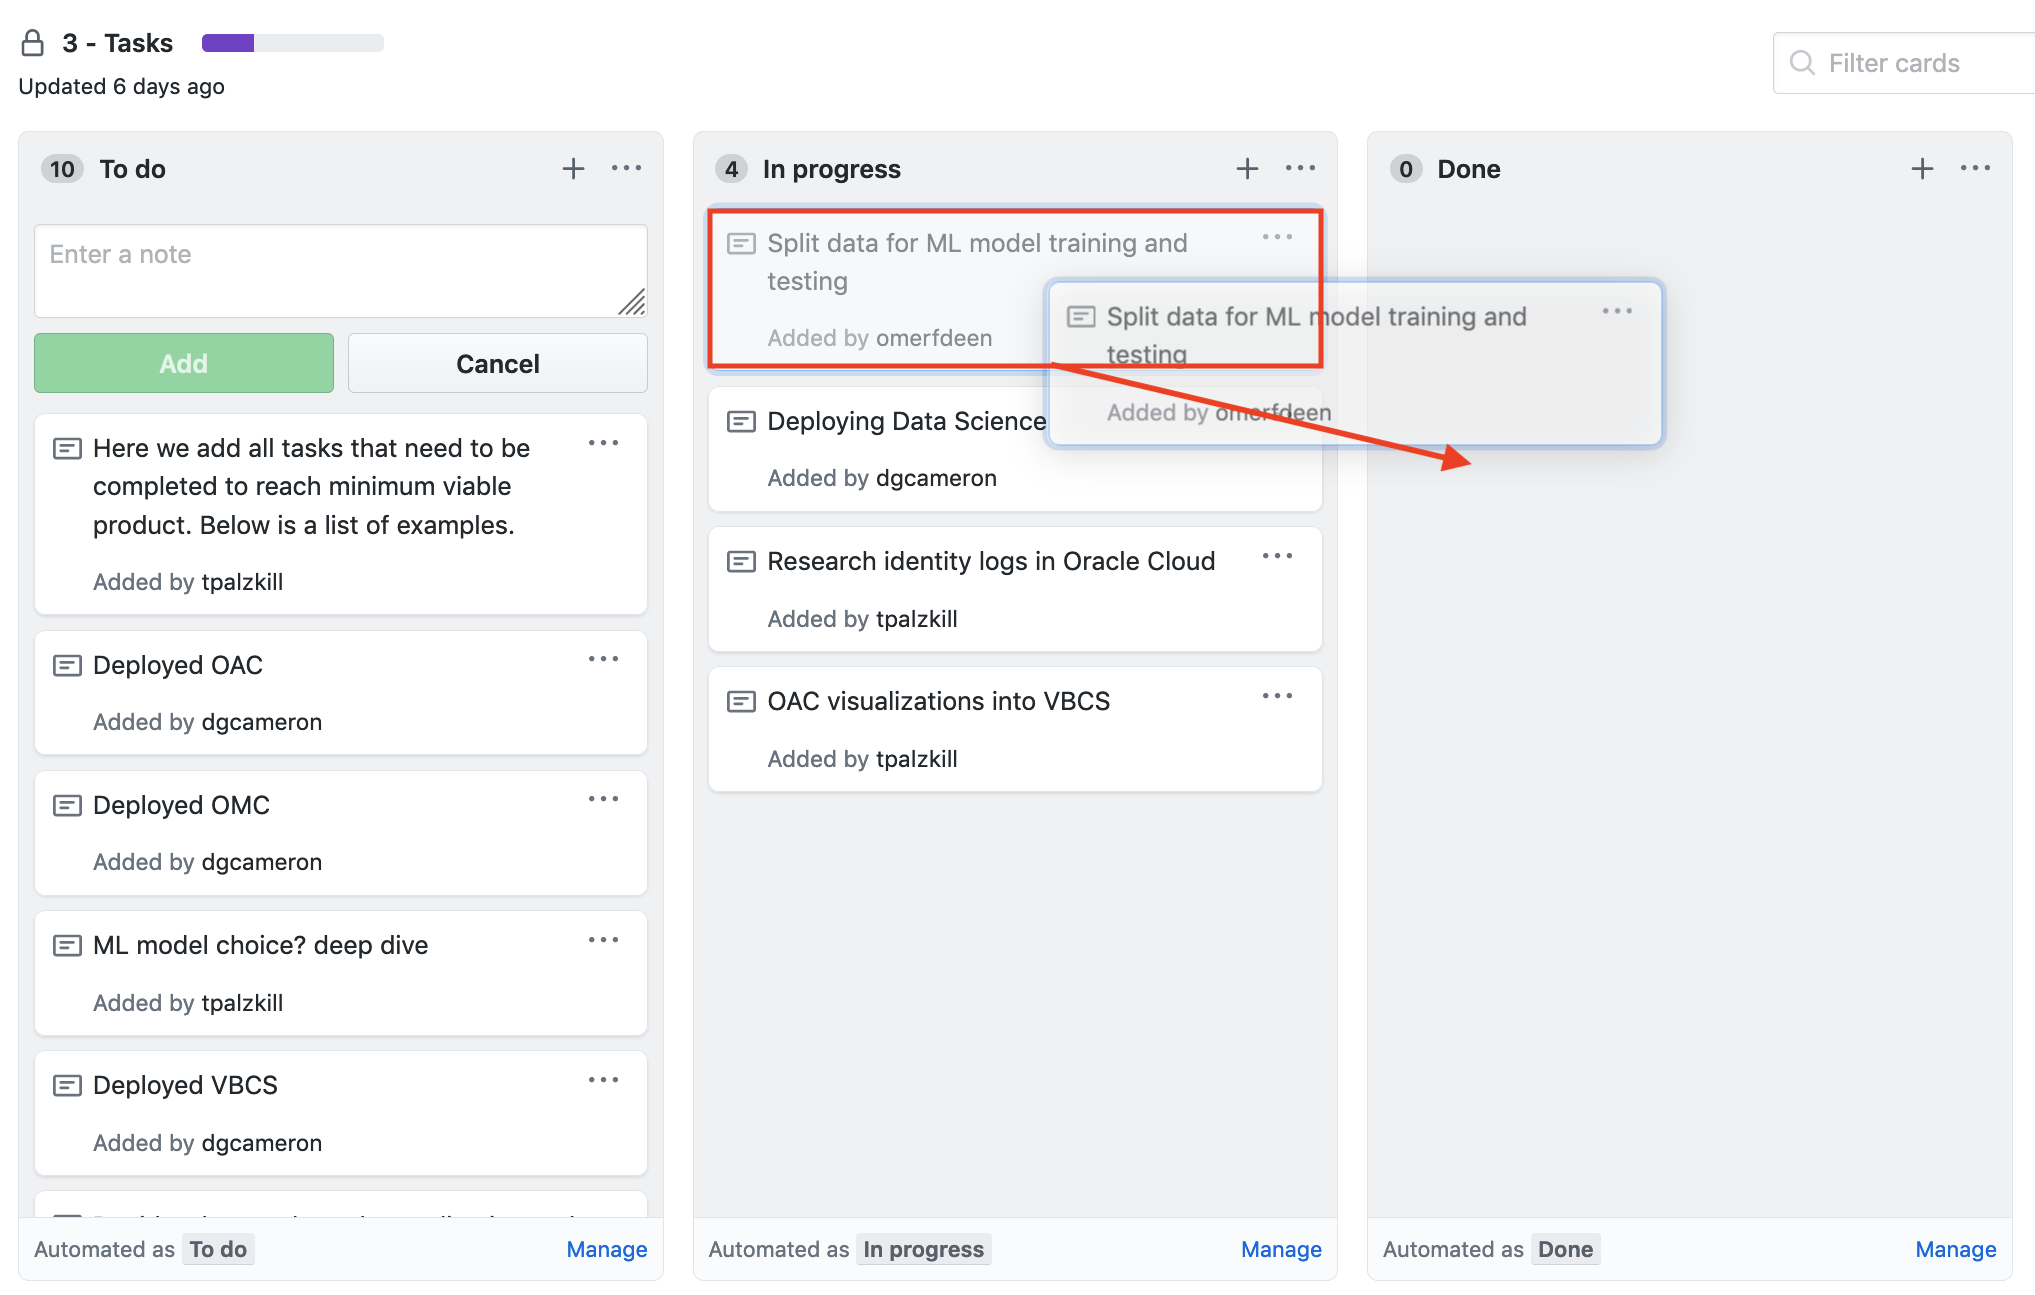 3 - Tasks
Updated 6 days ago
Filter cards
10 To do
Enter a note
Add
Cancel
Here we add all tasks that need to be
completed to reach minimum viable
product. Below is a list of examples.
Added by tpalzkill
Deployed OAC
Added by dgcameron
Deployed OMC
Added by dgcameron
ML model choice? deep dive
Added by tpalzkill
Deployed VBCS
Added by dgcameron
Automated as To do
Manage
4 In progress
Split data for ML model training and
testing
Added by omerfdeen
Split data for ML model training and
testing
Added by omerfdeen
Deploying Data Science
Added by dgcameron
Research identity logs in Oracle Cloud
Added by tpalzkill
OAC visualizations into VBCS
Added by tpalzkill
Automated as In progress
Manage
0 Done
Automated as Done
Manage